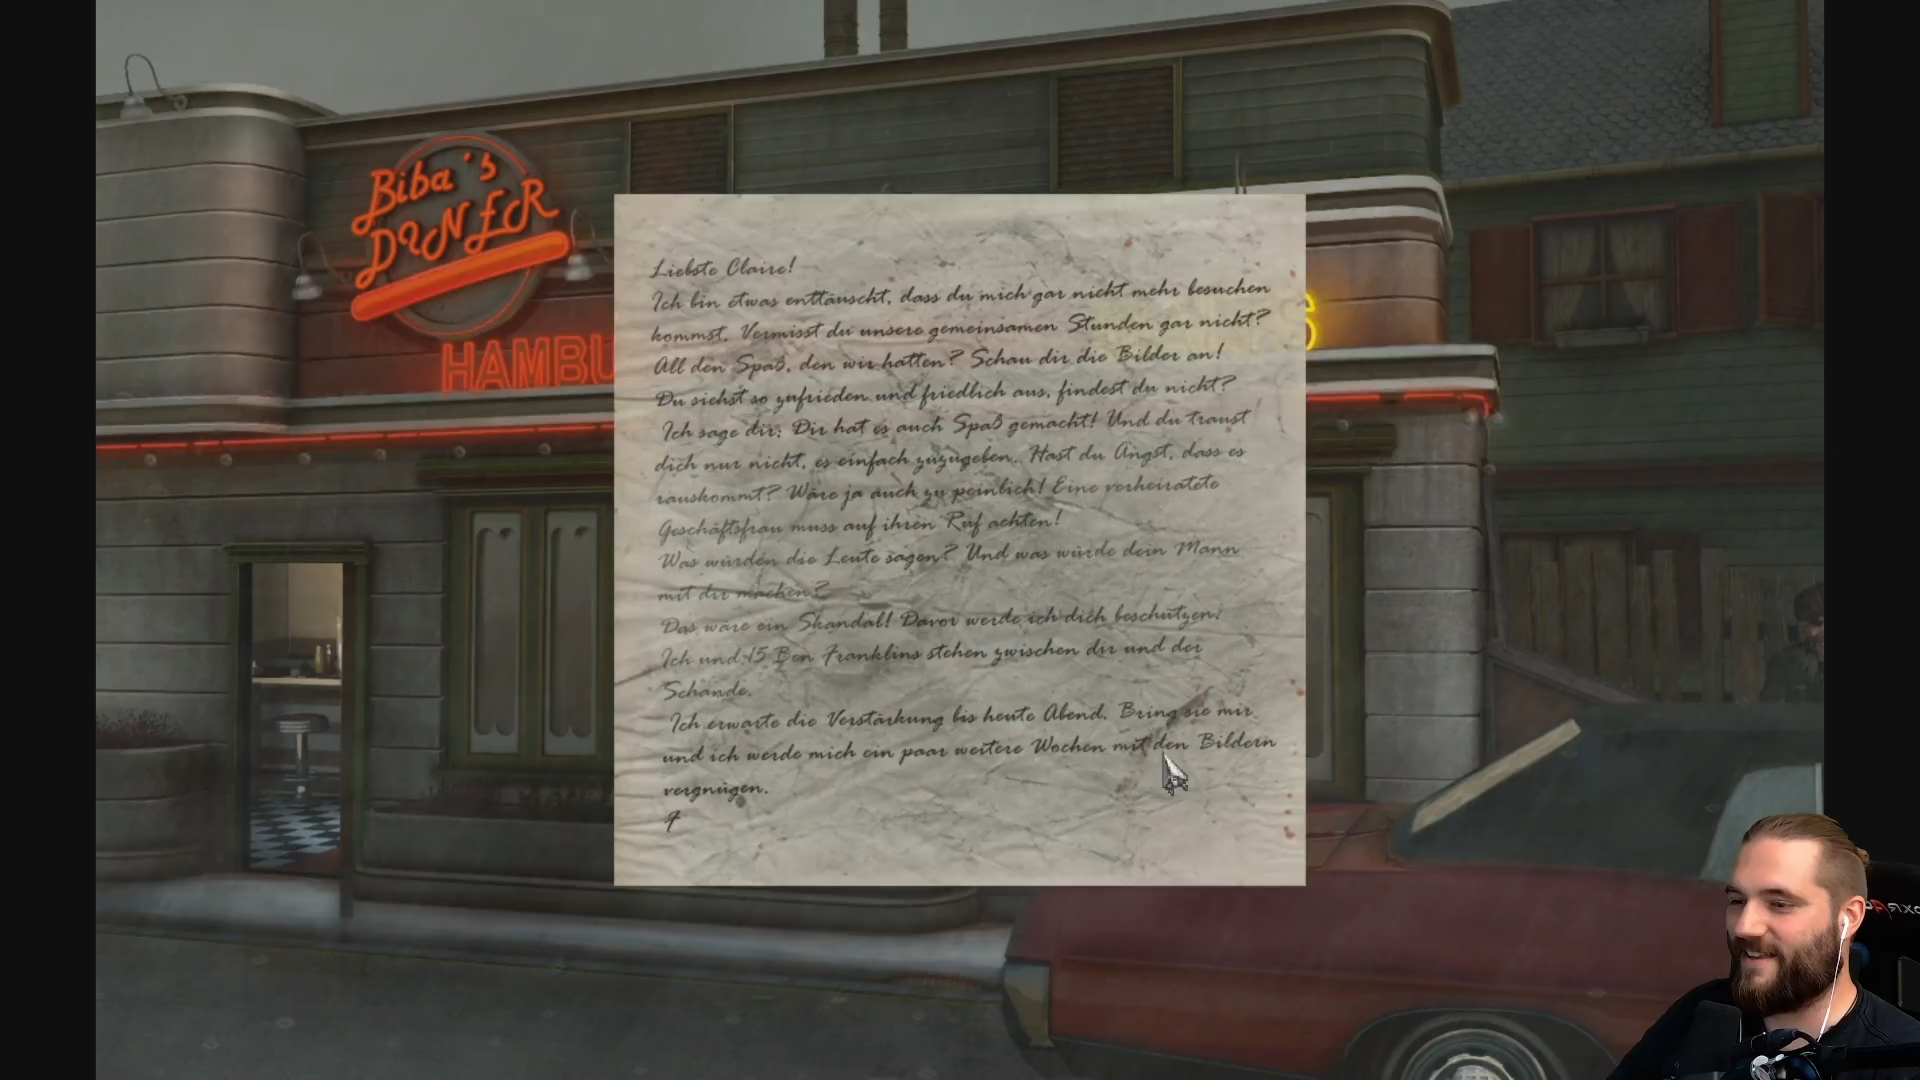 Biba's
DINER
HAMBU
S
Liebste Claire!
Ich bin etwas enttäuscht, dass du mich gar nicht mehr besuchen
kommst. Vermisst du unsere gemeinsamen Stunden gar nicht?
All den Spaß, den wir hatten? Schau dir die Bilder an!
Du siehst so zufrieden und friedlich aus, findest du nicht?
Ich sage dir: Dir hat es auch Spaß gemacht! Und du traust
dich nur nicht, es einfach zuzugeben. Hast du Angst, dass es
rauskommt? Wäre ja auch zu peinlich! Eine verheiratete
Geschäftsfrau muss auf ihren Ruf achten!
Was würden die Leute sagen? Und was würde dein Mann
mit dir machen?
Das wäre ein Skandal! Davor werde ich dich beschützen!
Ich und 15 Ben Franklins stehen zwischen dir und der
Schande.
Ich erwarte die Verstärkung bis heute Abend. Bring sie mir
und ich werde mich ein paar weitere Wochen mit den Bildern
vergnügen.
F